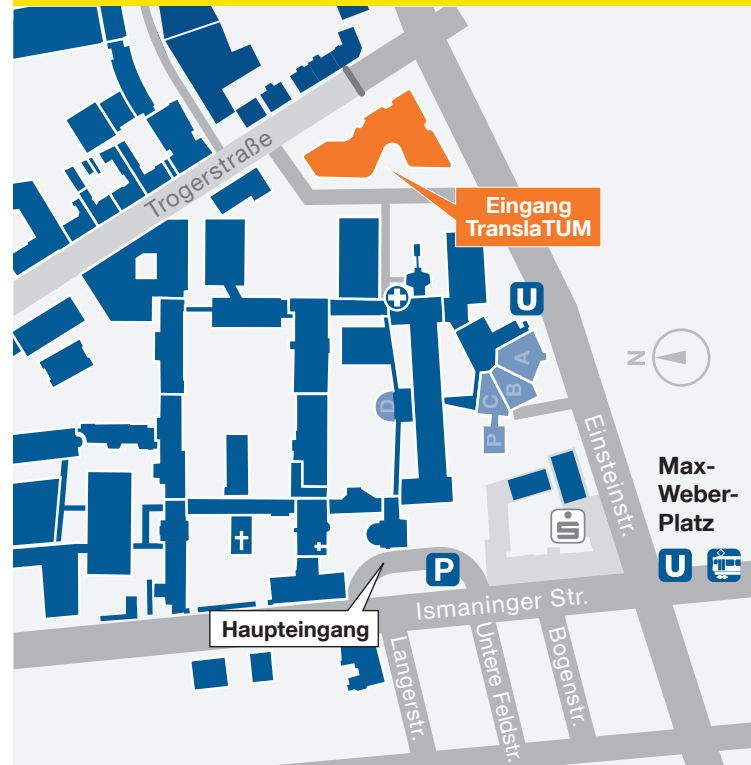 Trogerstraße
Eingang
TranslaTUM
U
N
A
B
C
D
P
Einsteinstr.
Max-
Weber-
Platz
U
S
P
Ismaninger Str.
Haupteingang
Langerstr.
Untere Feldstr.
Bogenstr.